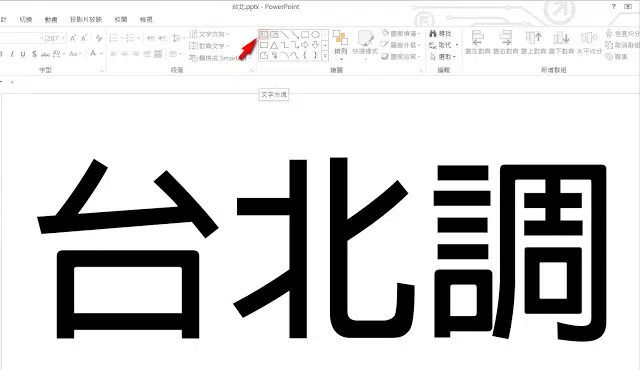 台北.pptx - PowerPoint
計 切換 動畫 投影片放映 校閱 檢視
287 文字方向 圖案填滿 尋找
對齊文字 排列 快速樣式 圖案外框 取代 靠左對齊 靠右對齊 靠上對齊 靠下對齊 水平均分 垂直均分
轉換成 SmartArt 圖案效果 選取 取消群組
字型 段落 繪圖 編輯 新增群組
文字方塊
台北調